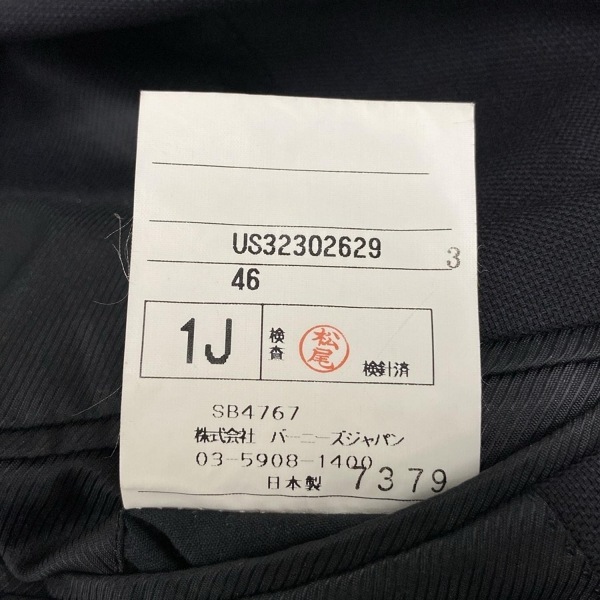 US32302629
3
46
1J
検査
松尾
検針済
SB4767
株式会社 バーニーズジャパン
03-5908-1400
日本製 7379